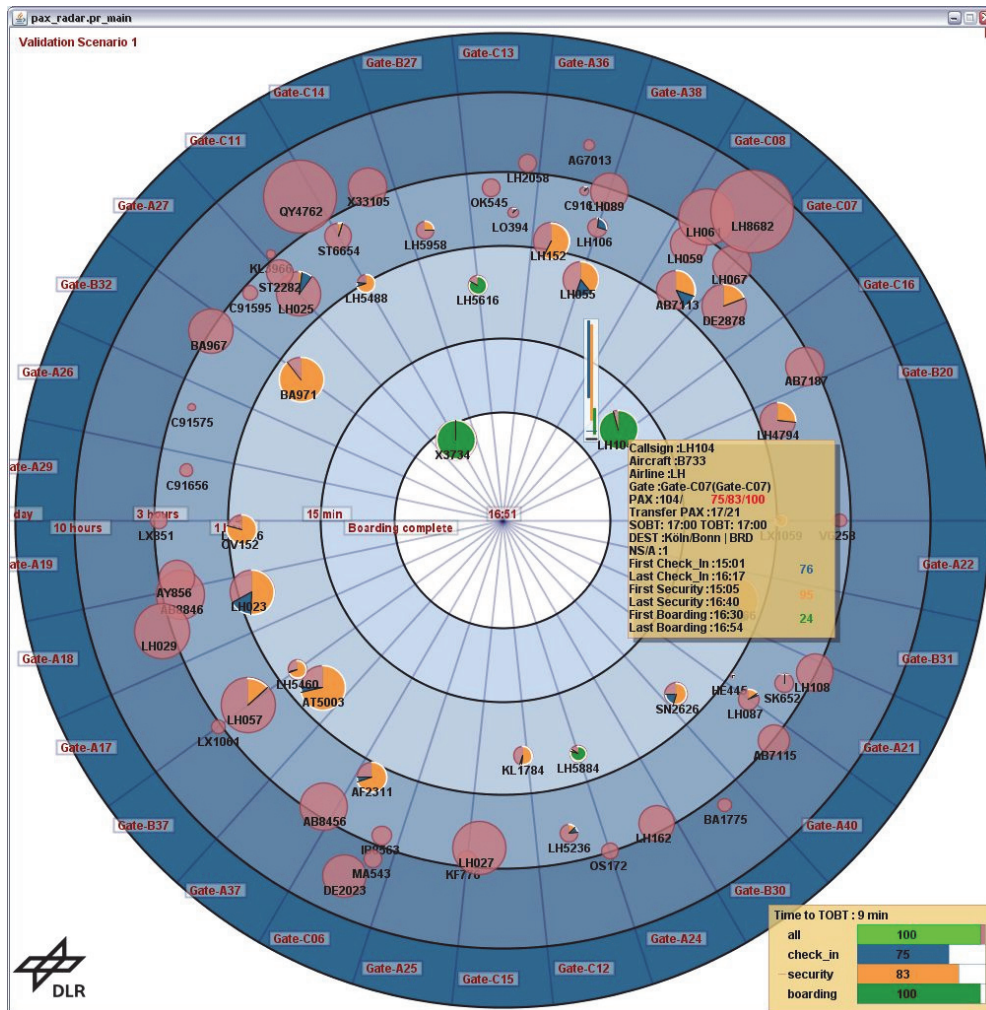 pax_radar.pr_main
Validation Scenario 1
Gate-C13
Gate-B27
Gate-A36
Gate-C14
Gate-A38
Gate-C11
Gate-C08
Gate-A27
Gate-C07
Gate-B32
Gate-C16
Gate-A26
Gate-B20
Gate-A29
Gate-A22
Gate-A19
Gate-B31
Gate-A18
Gate-A21
Gate-A17
Gate-A40
Gate-B37
Gate-B30
Gate-A37
Gate-A24
Gate-C06
Gate-C12
Gate-A25
Gate-C15
day
10 hours
3 hours
15 min
Boarding complete
16:51
AG7013
LH2058
QY4762
X33105
OK545
LH089
LO394
LH106
LH8682
ST6654
LH5958
LH152
LH059
LH067
ST2282
LH025
LH5488
LH5616
LH055
AB7113
DE2878
C91595
BA967
BA971
AB7187
C91575
LH4794
X3734
C91656
LX851
OV152
LX1059
VG258
AY856
AB8846
LH023
LH029
LH5460
AT5003
LH057
LX1061
SN2626
HE445
LH087
SK652
LH108
AB7115
KL1784
LH5884
AF2311
AB8456
BA1775
LH162
LH5236
OS172
LH027
MA543
DE2023
Callsign :LH104
Aircraft :B733
Airline :LH
Gate :Gate-C07(Gate-C07)
PAX :104/ 75/83/100
Transfer PAX :17/21
SOBT: 17:00 TOBT: 17:00
DEST :Köln/Bonn | BRD
NS/A :1
First Check_In :15:01 76
Last Check_In :16:17
First Security :15:05 95
Last Security :16:40
First Boarding :16:30 24
Last Boarding :16:54
Time to TOBT : 9 min
all 100
check_in 75
security 83
boarding 100
DLR